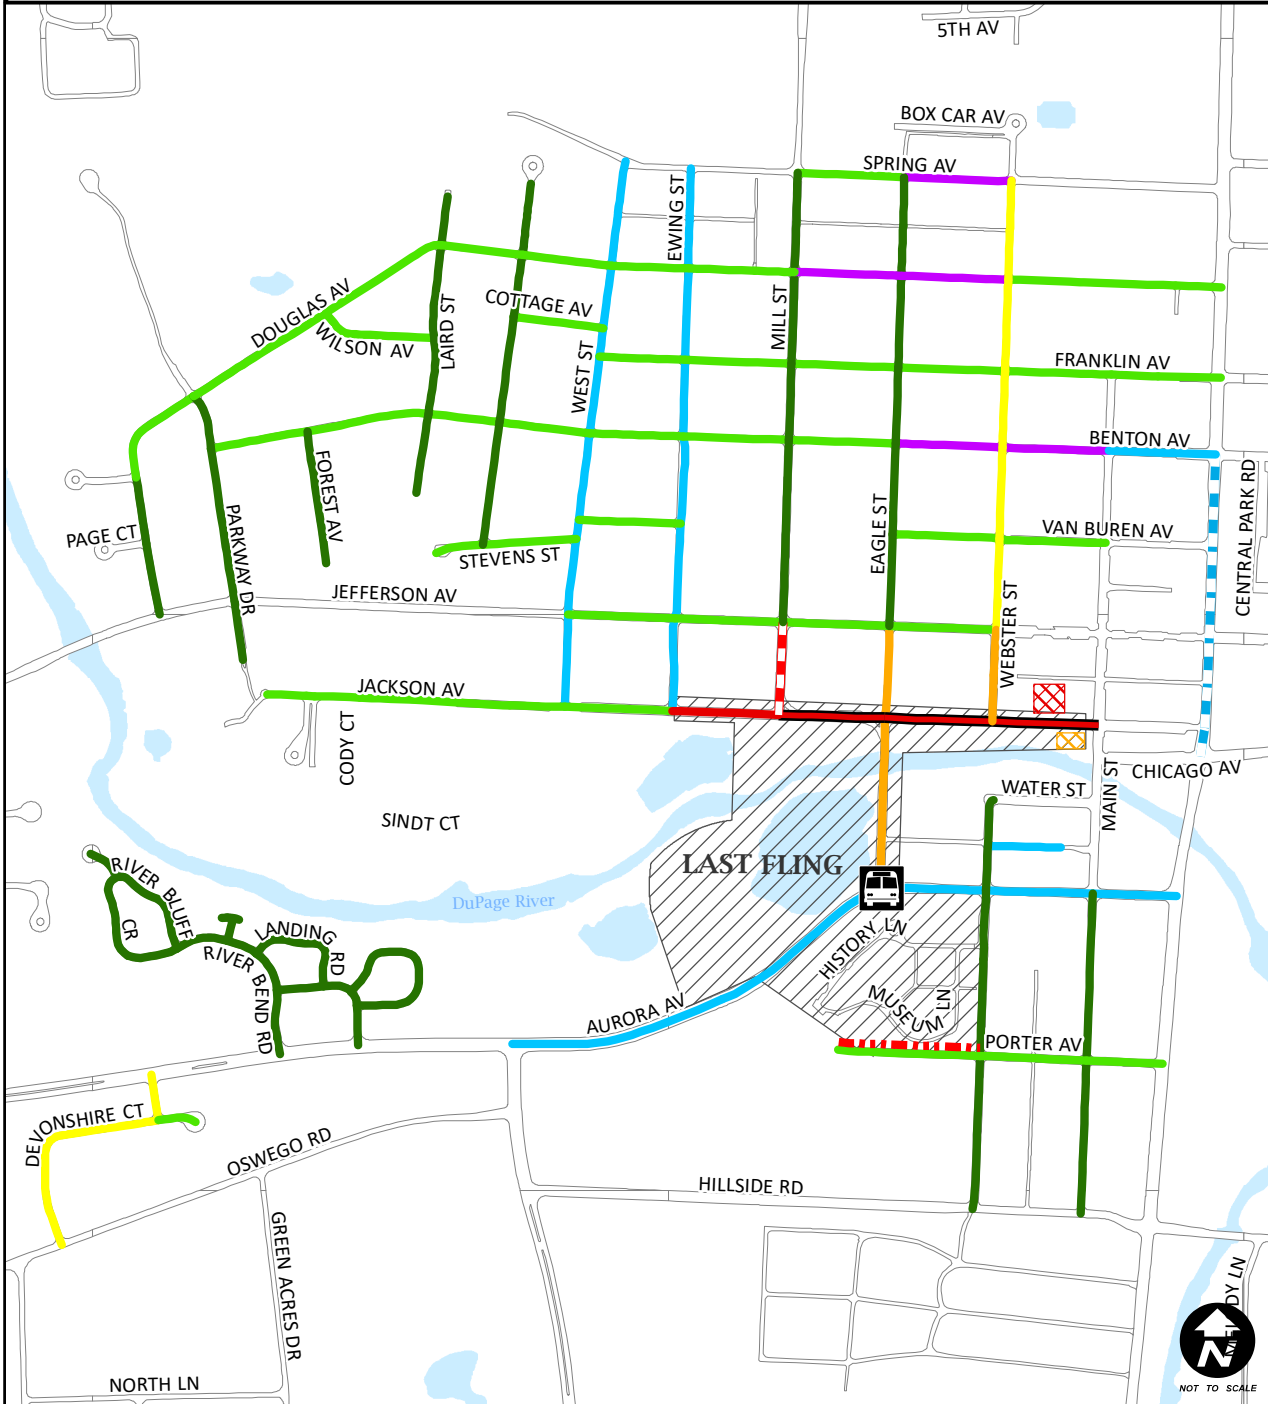 5TH AV
BOX CAR AV
SPRING AV
EWING ST
DOUGLAS AV
COTTAGE AV
MILL ST
WILSON AV
LAIRD ST
WEST ST
FRANKLIN AV
BENTON AV
CENTRAL PARK RD
FOREST AV
PAGE CT
PARKWAY DR
EAGLE ST
VAN BUREN AV
STEVENS ST
JEFFERSON AV
WEBSTER ST
JACKSON AV
CODY CT
CHICAGO AV
MAIN ST
WATER ST
SINDT CT
LAST FLING
RIVER BLUFF
CR
DuPage River
LANDING
RD
RIVER BEND RD
HISTORY LN
MUSEUM
LN
AURORA AV
PORTER AV
DEVONSHIRE CT
OSWEGO RD
HILLSIDE RD
GREEN ACRES DR
MELODY LN
N
NORTH LN
NOT TO SCALE